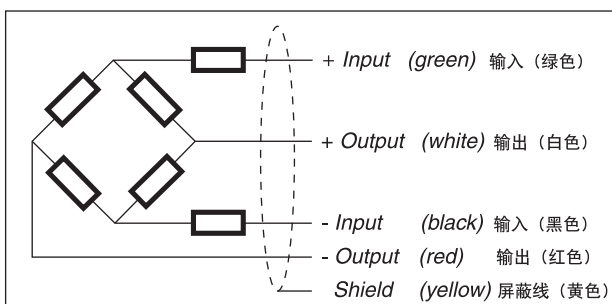 + Input (green) 输入（绿色）
+ Output (white) 输出（白色）
- Input (black) 输入（黑色）
- Output (red) 输出（红色）
Shield (yellow) 屏蔽线（黄色）